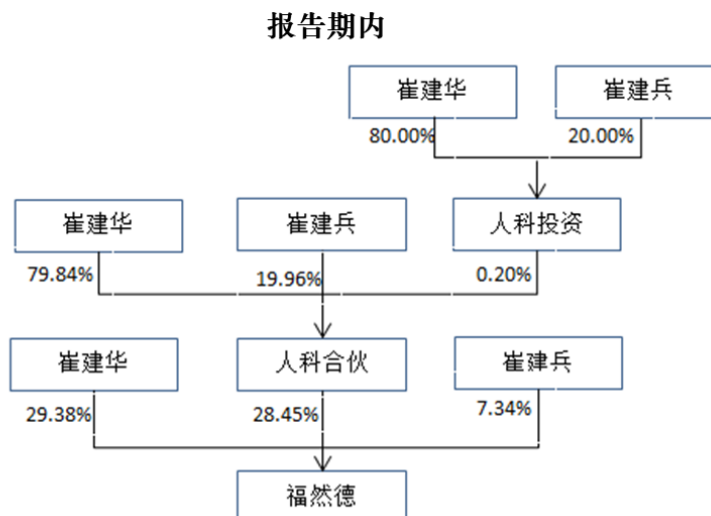 报告期内
崔建华 崔建兵
80.00% 20.00%
崔建华 崔建兵 人科投资
79.84% 19.96% 0.20%
崔建华 人科合伙 崔建兵
29.38% 28.45% 7.34%
福然德